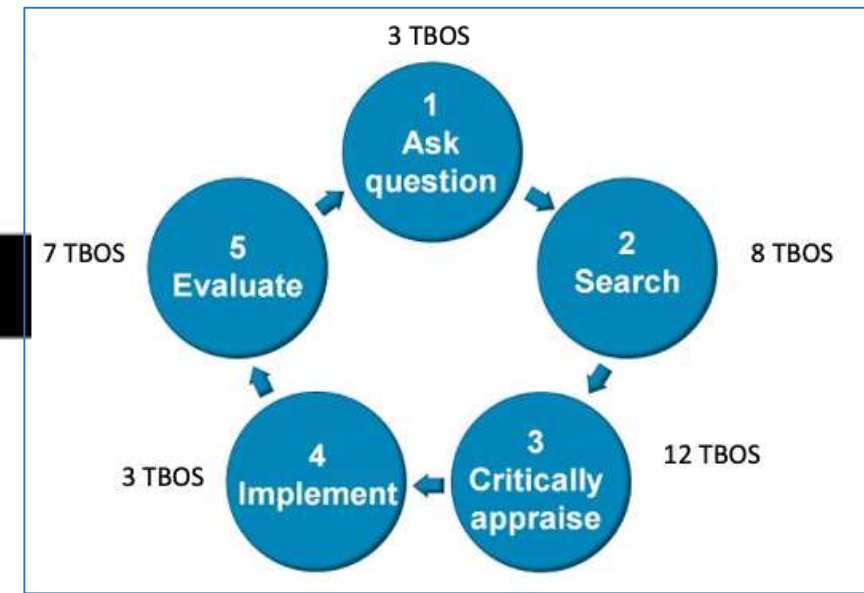 3 TBOS
1
Ask
question
2
Search
8 TBOS
3
Critically
appraise
12 TBOS
4
Implement
3 TBOS
5
Evaluate
7 TBOS